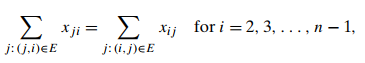 ∑_{j: (j,i)∈E} x_{ji} = ∑_{j: (i,j)∈E} x_{ij} for i = 2, 3, . . . , n − 1,